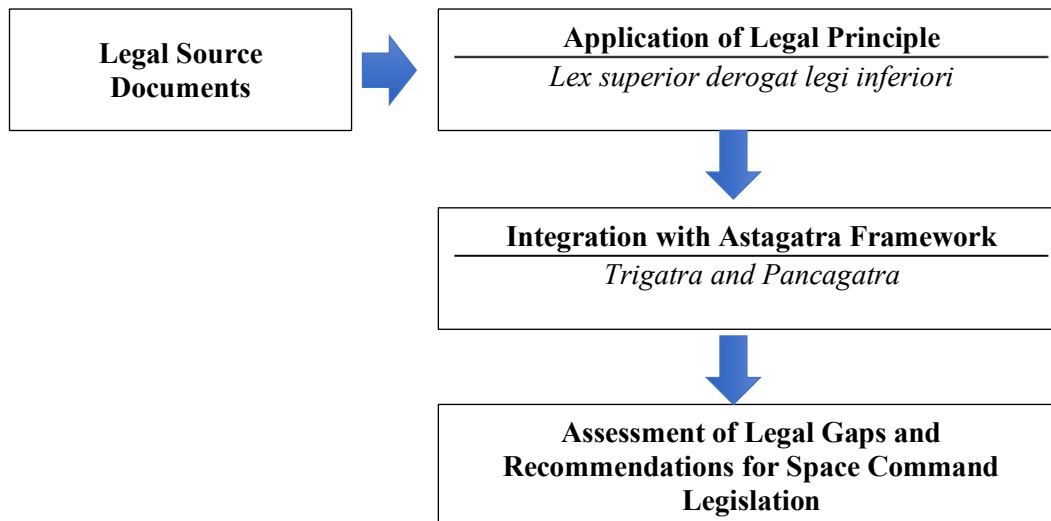 Legal Source
Documents
Application of Legal Principle
Lex superior derogat legi inferiori
Integration with Astagatra Framework
Trigatra and Pancagatra
Assessment of Legal Gaps and
Recommendations for Space Command
Legislation